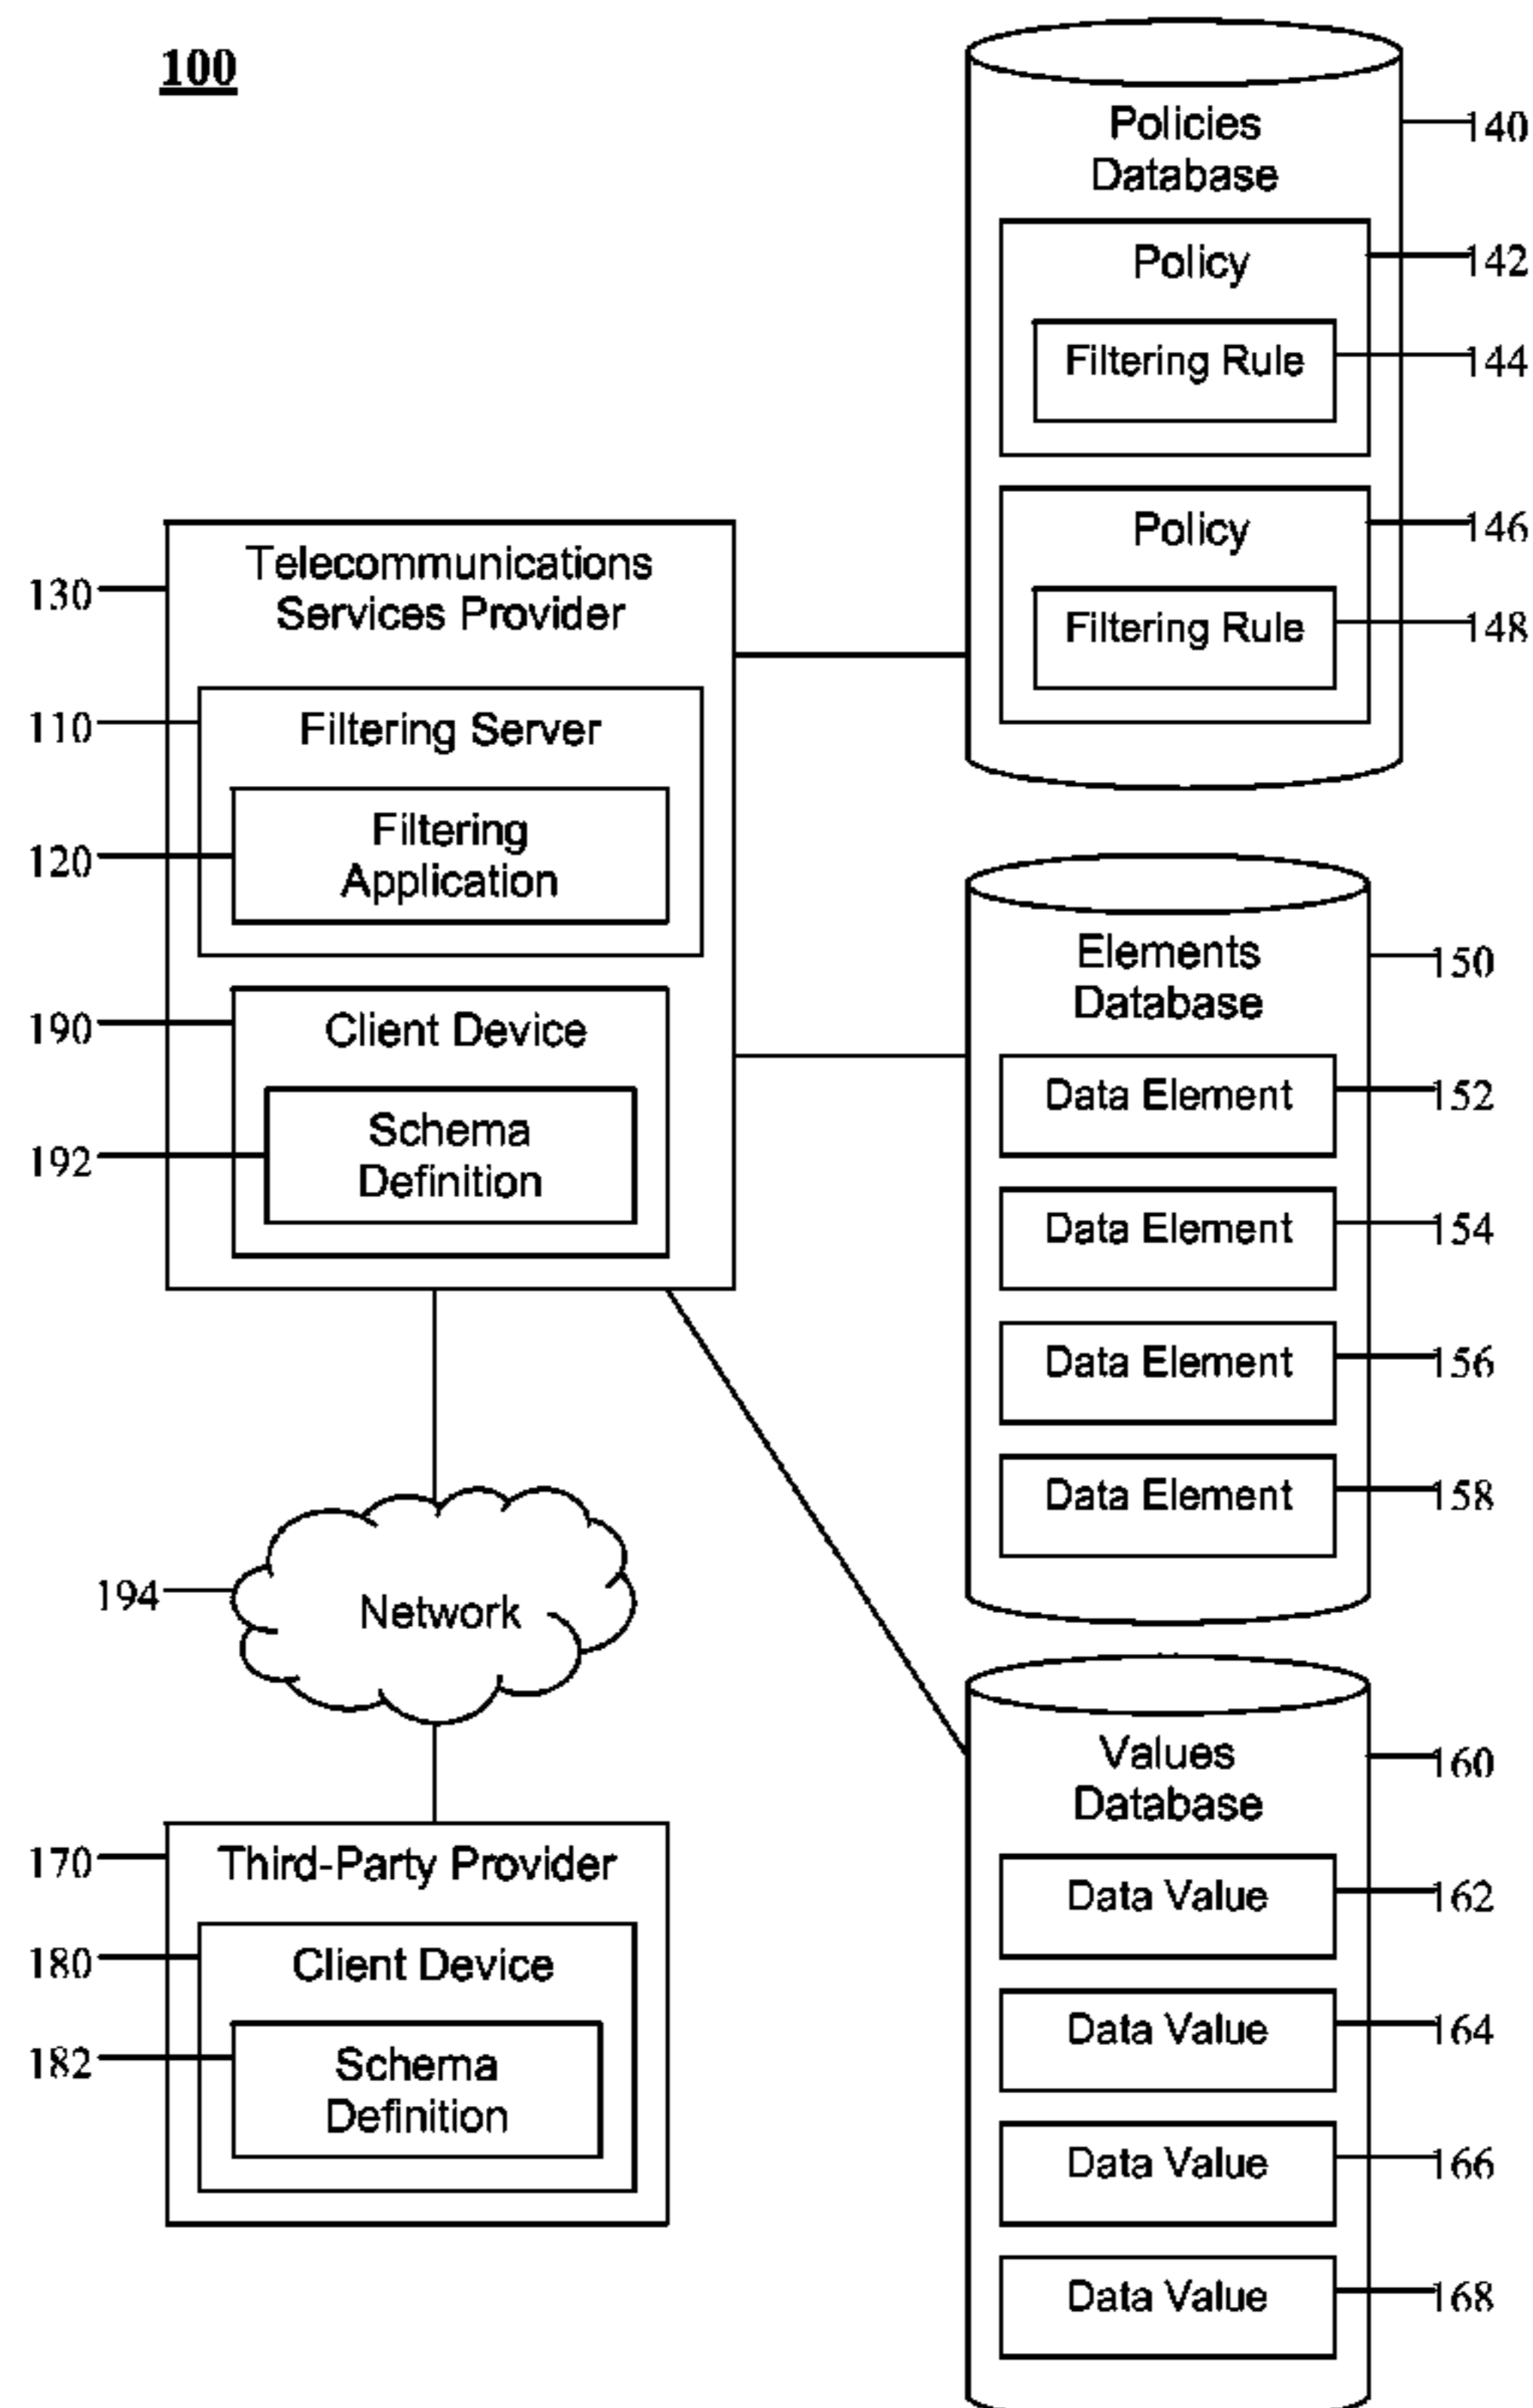 100
Policies
Database
140
Policy
142
Filtering Rule
144
Policy
146
Filtering Rule
148
130
Telecommunications
Services Provider
110
Filtering Server
120
Filtering
Application
190
Client Device
192
Schema
Definition
Elements
Database
150
Data Element
152
Data Element
154
Data Element
156
Data Element
158
194
Network
170
Third-Party Provider
180
Client Device
182
Schema
Definition
Values
Database
160
Data Value
162
Data Value
164
Data Value
166
Data Value
168